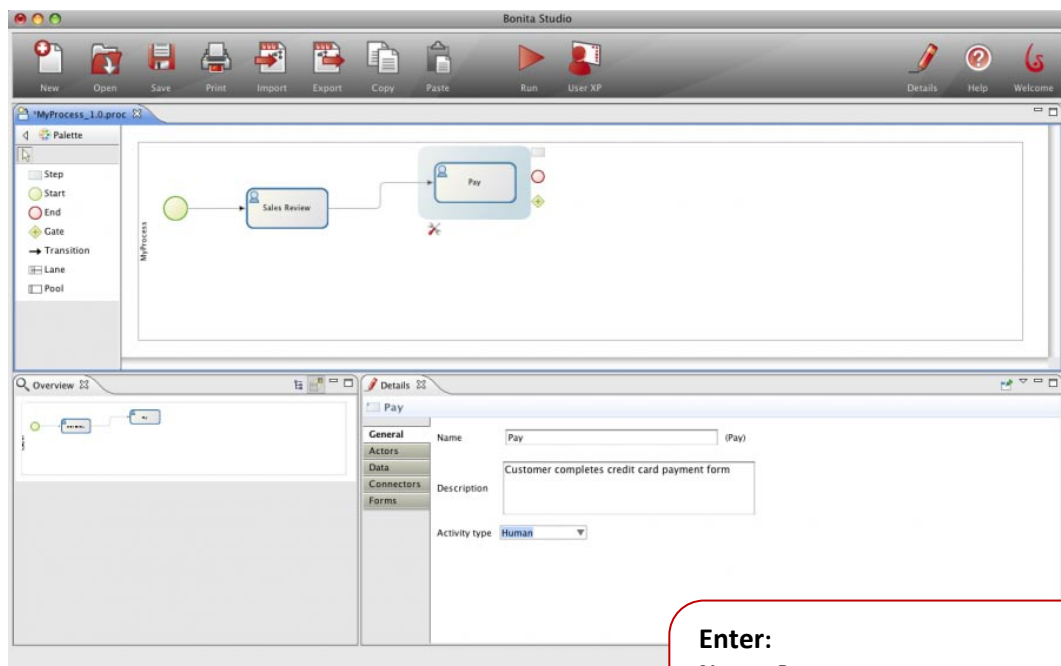 Bonita Studio
New Open Save Print Import Export Copy Paste Run User XP Details Help Welcome
*MyProcess_1.0.proc
Palette
Step
Start
End
Gate
Transition
Lane
Pool
MyProcess
Sales Review
Pay
Overview
Details
Pay
General
Actors
Data
Connectors
Forms
Name Pay (Pay)
Description Customer completes credit card payment form
Activity type Human
Enter: